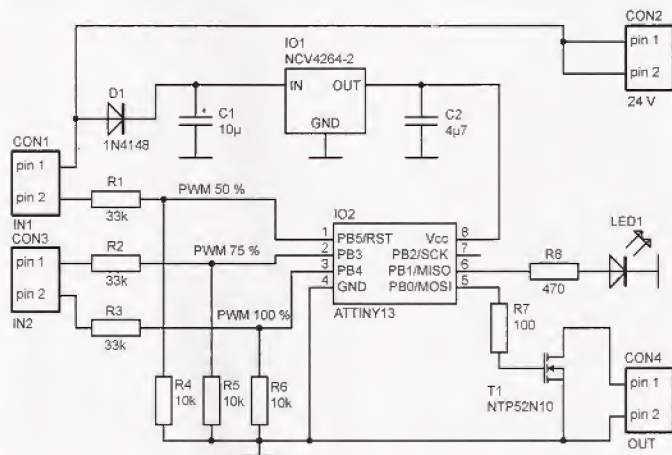 CON2
pin 1
pin 2
24 V
IO1
NCV4264-2
IN OUT
GND
D1
1N4148
C1
10µ
C2
4µ7
CON1
pin 1
pin 2
IN1
R1
33k
PWM 50 %
CON3
pin 1
pin 2
IN2
R2
33k
PWM 75 %
R3
33k
PWM 100 %
IO2
1 PB5/RST Vcc 8
2 PB3 PB2/SCK 7
3 PB4 PB1/MISO 6
4 GND PB0/MOSI 5
ATTINY13
LED1
R8
470
R7
100
R4
10k
R5
10k
R6
10k
T1
NTP52N10
CON4
pin 1
pin 2
OUT